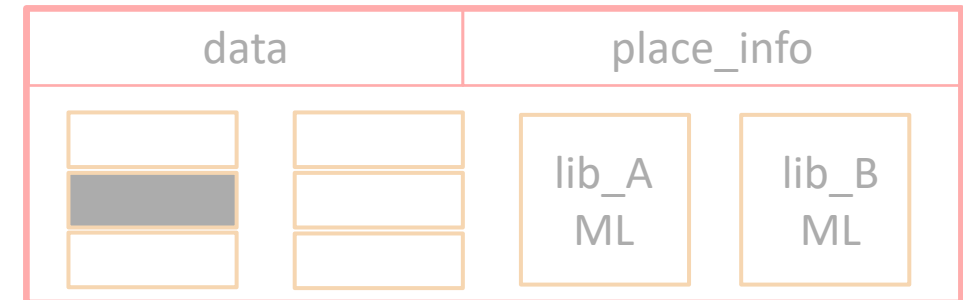 data
place_info
lib_A
ML
lib_B
ML